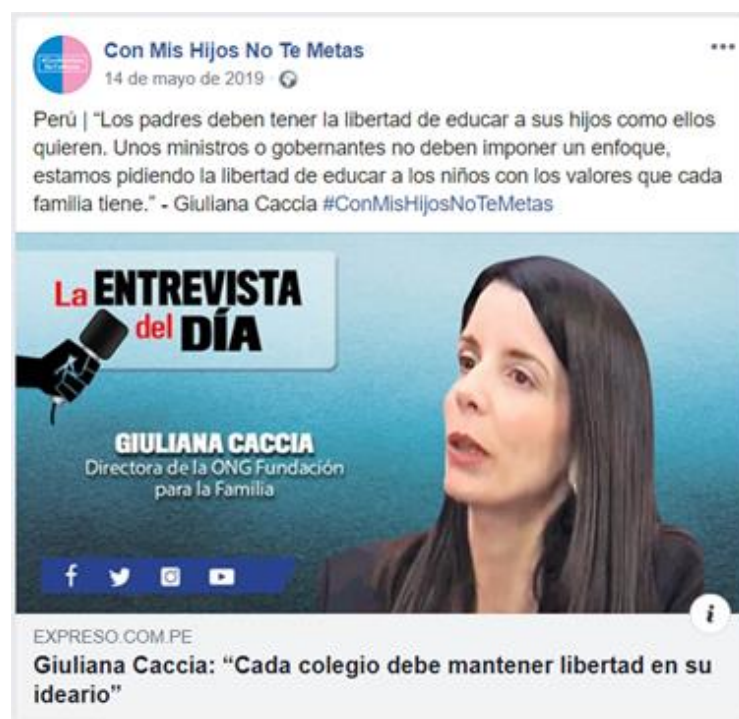 Con Mis Hijos No Te Metas
14 de mayo de 2019
Perú | “Los padres deben tener la libertad de educar a sus hijos como ellos
quieren. Unos ministros o gobernantes no deben imponer un enfoque,
estamos pidiendo la libertad de educar a los niños con los valores que cada
familia tiene.” - Giuliana Caccia #ConMisHijosNoTeMetas
La ENTREVISTA
del DÍA
GIULIANA CACCIA
Directora de la ONG Fundación
para la Familia
EXPRESO.COM.PE
Giuliana Caccia: “Cada colegio debe mantener libertad en su
ideario”